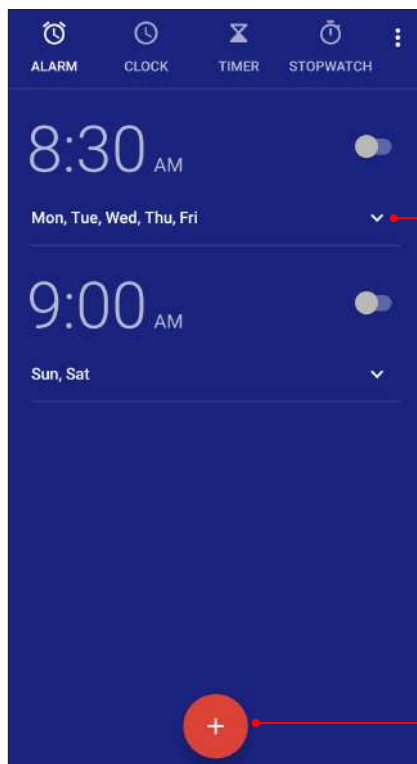 ALARM CLOCK TIMER STOPWATCH
8:30 AM
Mon, Tue, Wed, Thu, Fri
9:00 AM
Sun, Sat
+